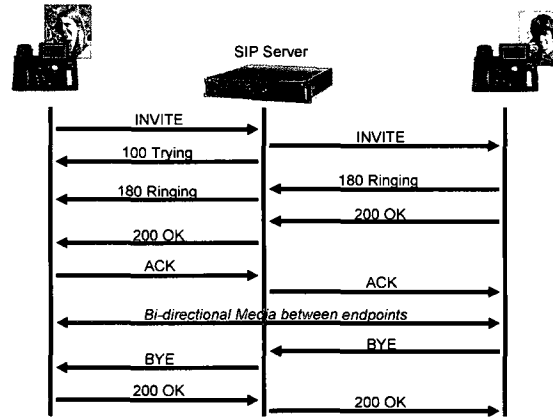 SIP Server
INVITE
INVITE
100 Trying
180 Ringing
180 Ringing
200 OK
200 OK
ACK
ACK
Bi-directional Media between endpoints
BYE
BYE
200 OK
200 OK